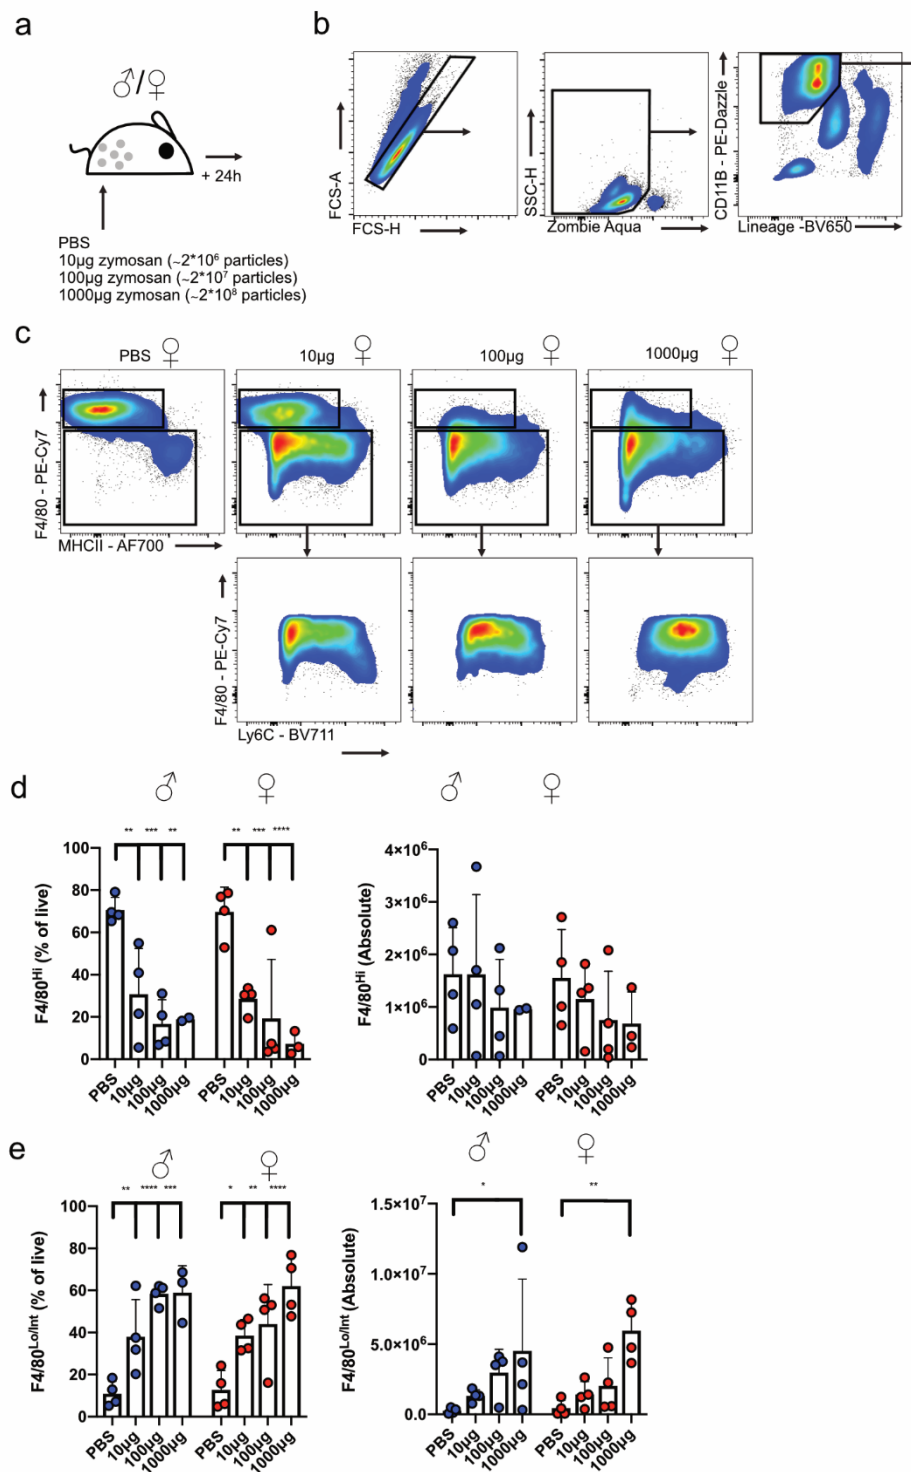 a
♂/♀
+ 24h
PBS
10µg zymosan (~2*10⁶ particles)
100µg zymosan (~2*10⁷ particles)
1000µg zymosan (~2*10⁸ particles)
b
FCS-A
FCS-H
SSC-H
Zombie Aqua
CD11B - PE-Dazzle
Lineage -BV650
c
PBS ♀
10µg ♀
100µg ♀
1000µg ♀
F4/80 - PE-Cy7
MHCII - AF700
F4/80 - PE-Cy7
Ly6C - BV711
d
♂ ♀
** *** **
** *** ****
F4/80ᴴⁱ (% of live)
100
80
60
40
20
0
PBS 10µg 100µg 1000µg
PBS 10µg 100µg 1000µg
♂ ♀
F4/80ᴴⁱ (Absolute)
4×10⁶
3×10⁶
2×10⁶
1×10⁶
0
PBS 10µg 100µg 1000µg
PBS 10µg 100µg 1000µg
e
♂ ♀
** **** ***
* ** ****
F4/80ᴸᵒ/ᴵⁿᵗ (% of live)
100
80
60
40
20
0
PBS 10µg 100µg 1000µg
PBS 10µg 100µg 1000µg
♂ ♀
*
**
F4/80ᴸᵒ/ᴵⁿᵗ (Absolute)
1.5×10⁷
1.0×10⁷
5.0×10⁶
0.0
PBS 10µg 100µg 1000µg
PBS 10µg 100µg 1000µg